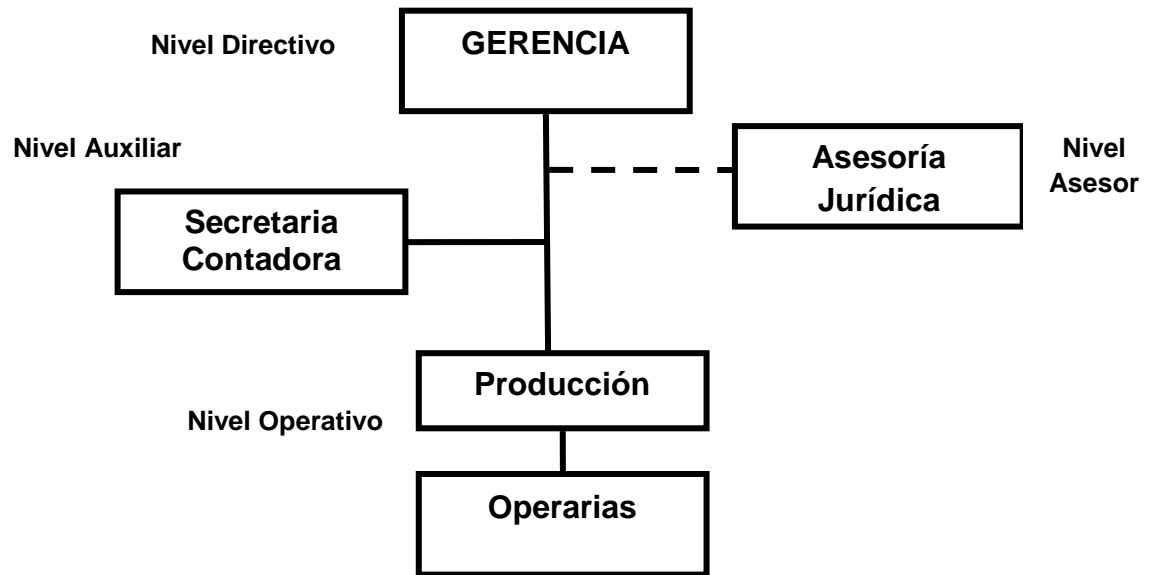 Nivel Directivo
GERENCIA
Nivel Auxiliar
Asesoría
Jurídica
Nivel
Asesor
Secretaria
Contadora
Producción
Nivel Operativo
Operarias